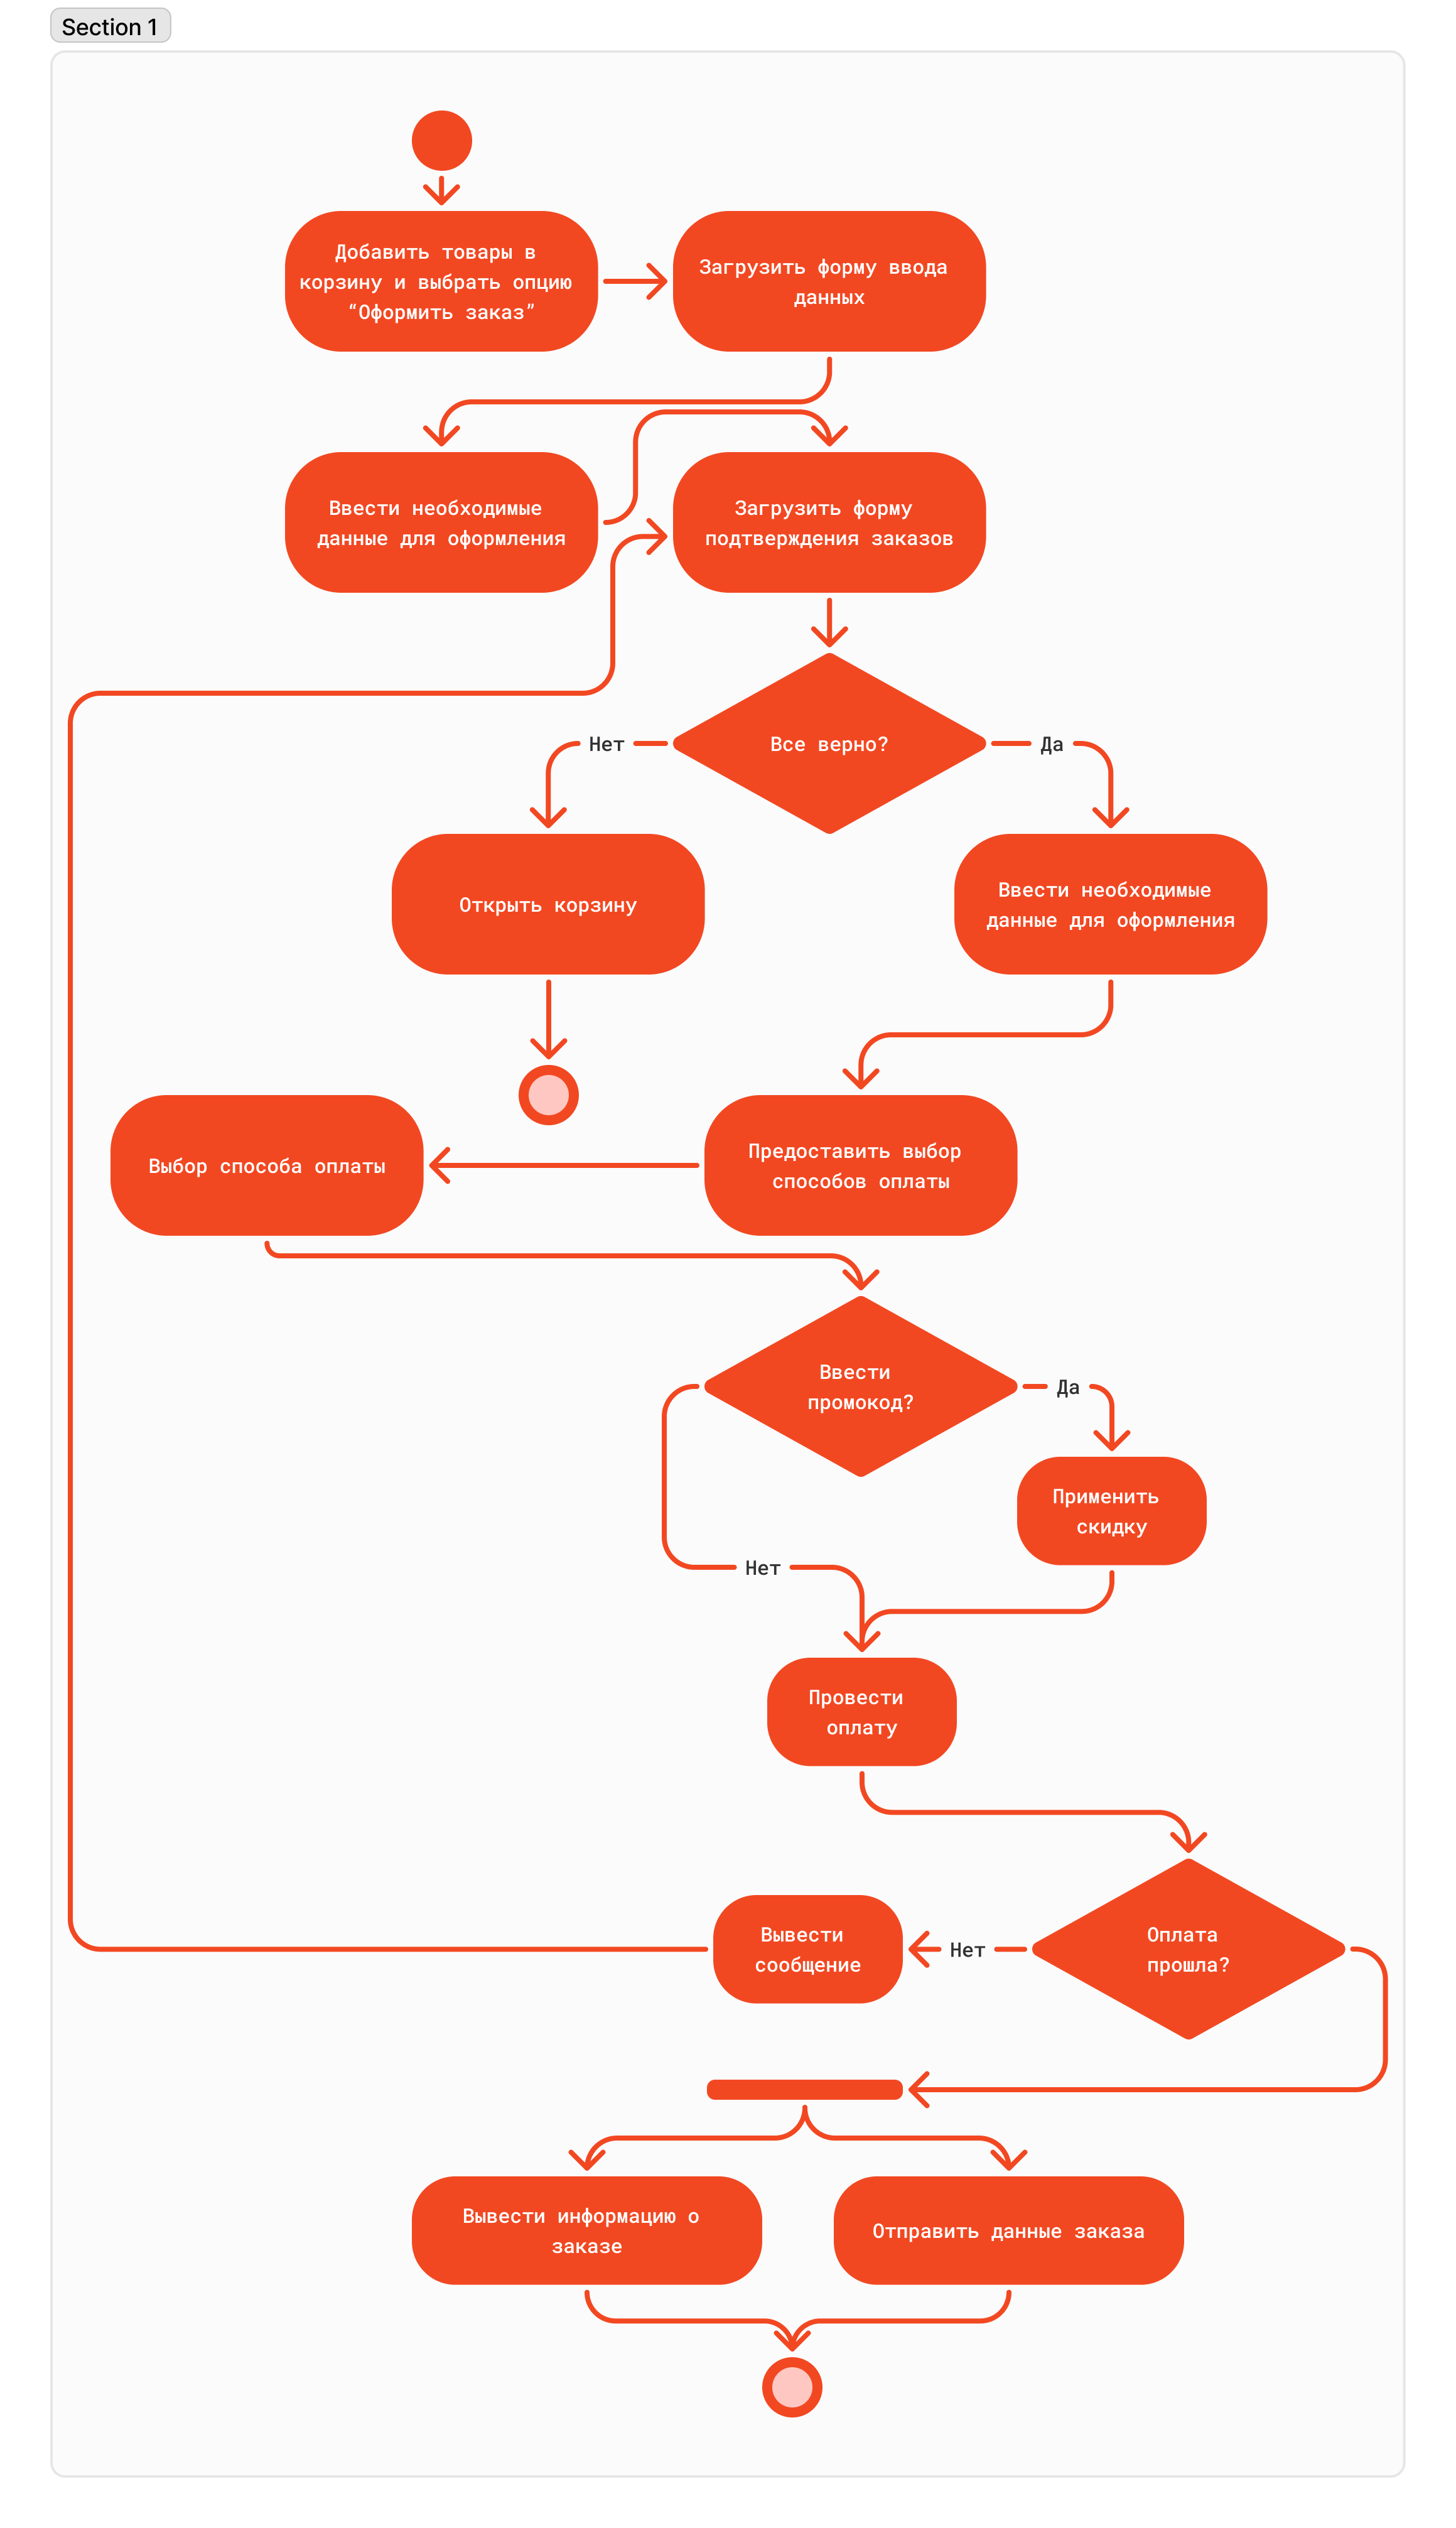 Section 1
Добавить товары в
корзину и выбрать опцию
“Оформить заказ”
Загрузить форму ввода
данных
Ввести необходимые
данные для оформления
Загрузить форму
подтверждения заказов
Все верно?
Нет
Да
Открыть корзину
Ввести необходимые
данные для оформления
Предоставить выбор
способов оплаты
Выбор способа оплаты
Ввести
промокод?
Да
Применить
скидку
Нет
Провести
оплату
Оплата
прошла?
Нет
Вывести
сообщение
Вывести информацию о
заказе
Отправить данные заказа